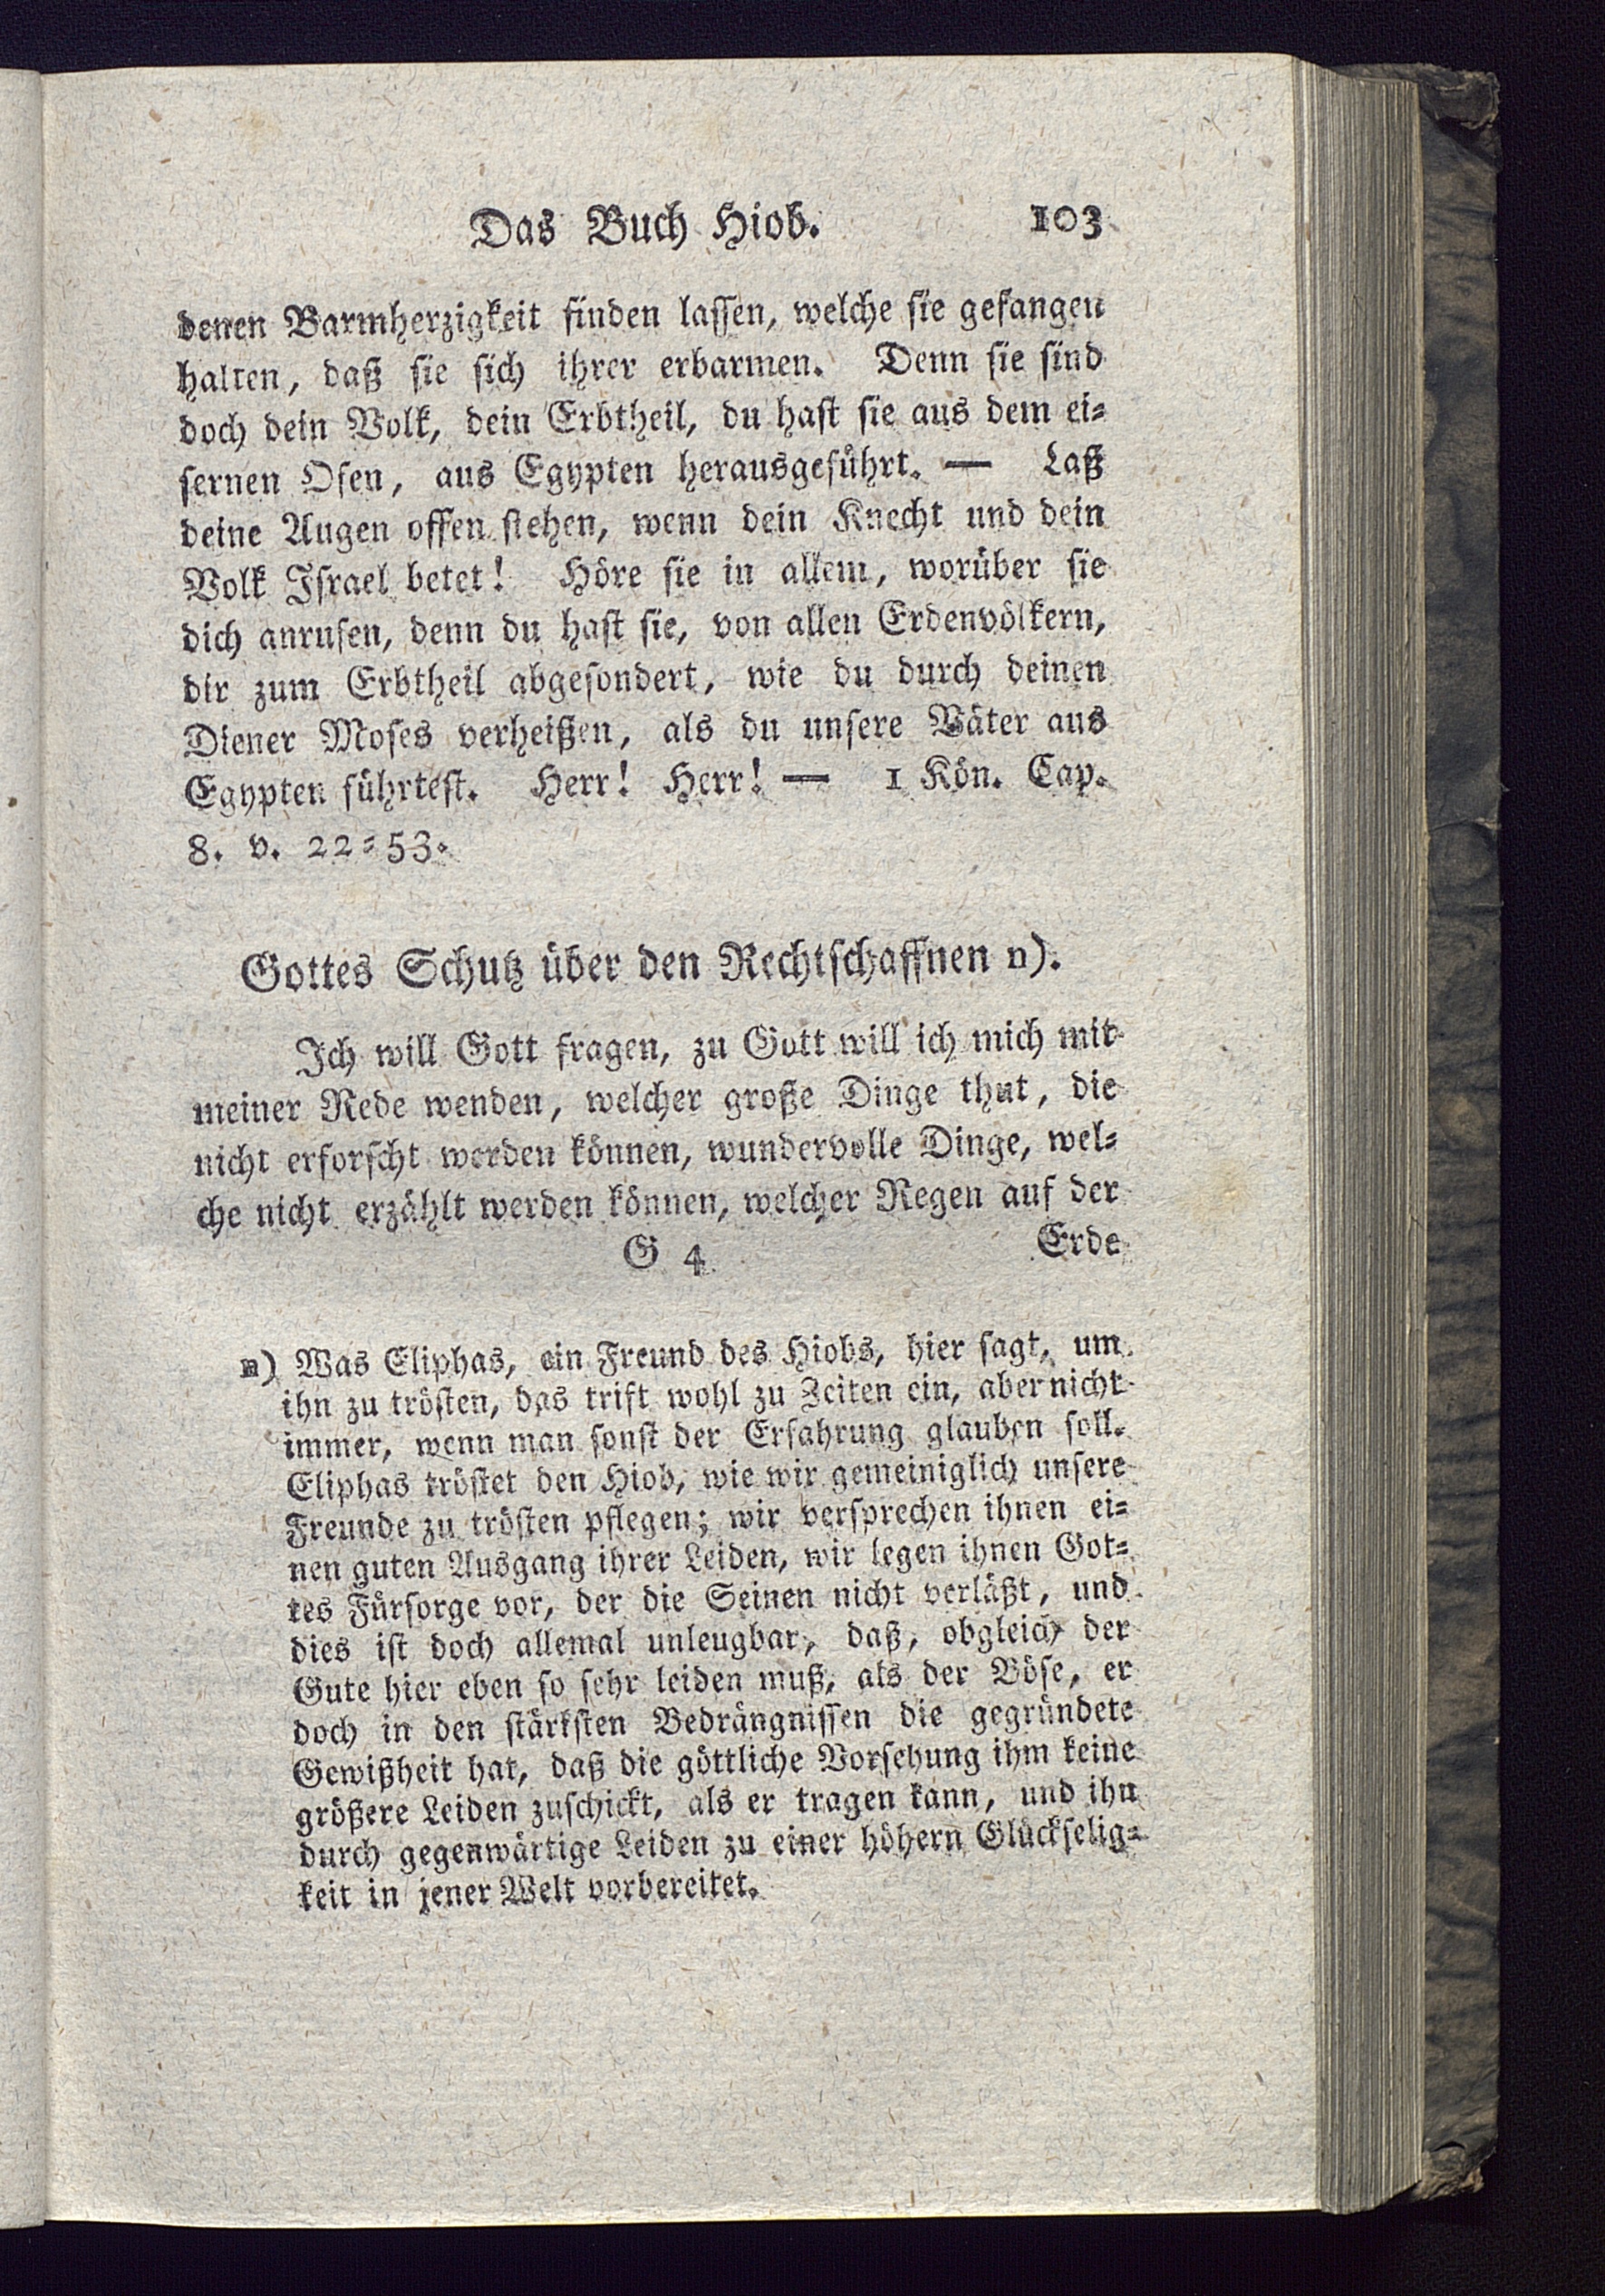 Das Buch Hiob. 103
denen Barmherzigkeit finden lassen, welche sie gefangen
halten, daß sie sich ihrer erbarmen. Denn sie sind
doch dein Volk, dein Erbtheil, du hast sie aus dem ei-
sernen Ofen, aus Egypten herausgeführt. — Laß
deine Augen offen stehen, wenn dein Knecht und dein
Volk Israel betet! Höre sie in allem, worüber sie
dich anrufen, denn du hast sie, von allen Erdenvölkern,
dir zum Erbtheil abgesondert, wie du durch deinen
Diener Moses verheißen, als du unsere Väter aus
Egypten führtest. Herr! Herr! — 1 Kön. Cap.
8. v. 22-53.
Gottes Schutz über den Rechtschaffnen n).
Ich will Gott fragen, zu Gott will ich mich mit
meiner Rede wenden, welcher große Dinge thut, die
nicht erforscht werden können, wundervolle Dinge, wel-
che nicht erzählt werden können, welcher Regen auf der
G 4 Erde
n) Was Eliphas, ein Freund des Hiobs, hier sagt, um
ihn zu trösten, das trift wohl zu Zeiten ein, aber nicht
immer, wenn man sonst der Erfahrung glauben soll.
Eliphas tröstet den Hiob, wie wir gemeiniglich unsere
Freunde zu trösten pflegen; wir versprechen ihnen ei-
nen guten Ausgang ihrer Leiden, wir legen ihnen Got-
tes Fürsorge vor, der die Seinen nicht verläßt, und
dies ist doch allemal unleugbar, daß, obgleich der
Gute hier eben so sehr leiden muß, als der Böse, er
doch in den stärksten Bedrängnissen die gegründete
Gewißheit hat, daß die göttliche Vorsehung ihm keine
größere Leiden zuschickt, als er tragen kann, und ihn
durch gegenwärtige Leiden zu einer höhern Glückselig-
keit in jener Welt vorbereitet.